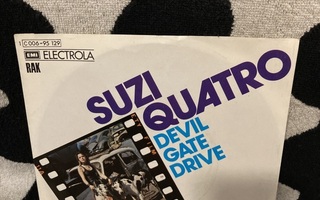 1 C 006-95 129
EMI ELECTROLA
RAK
SUZI
QUATRO
DEVIL
GATE
DRIVE